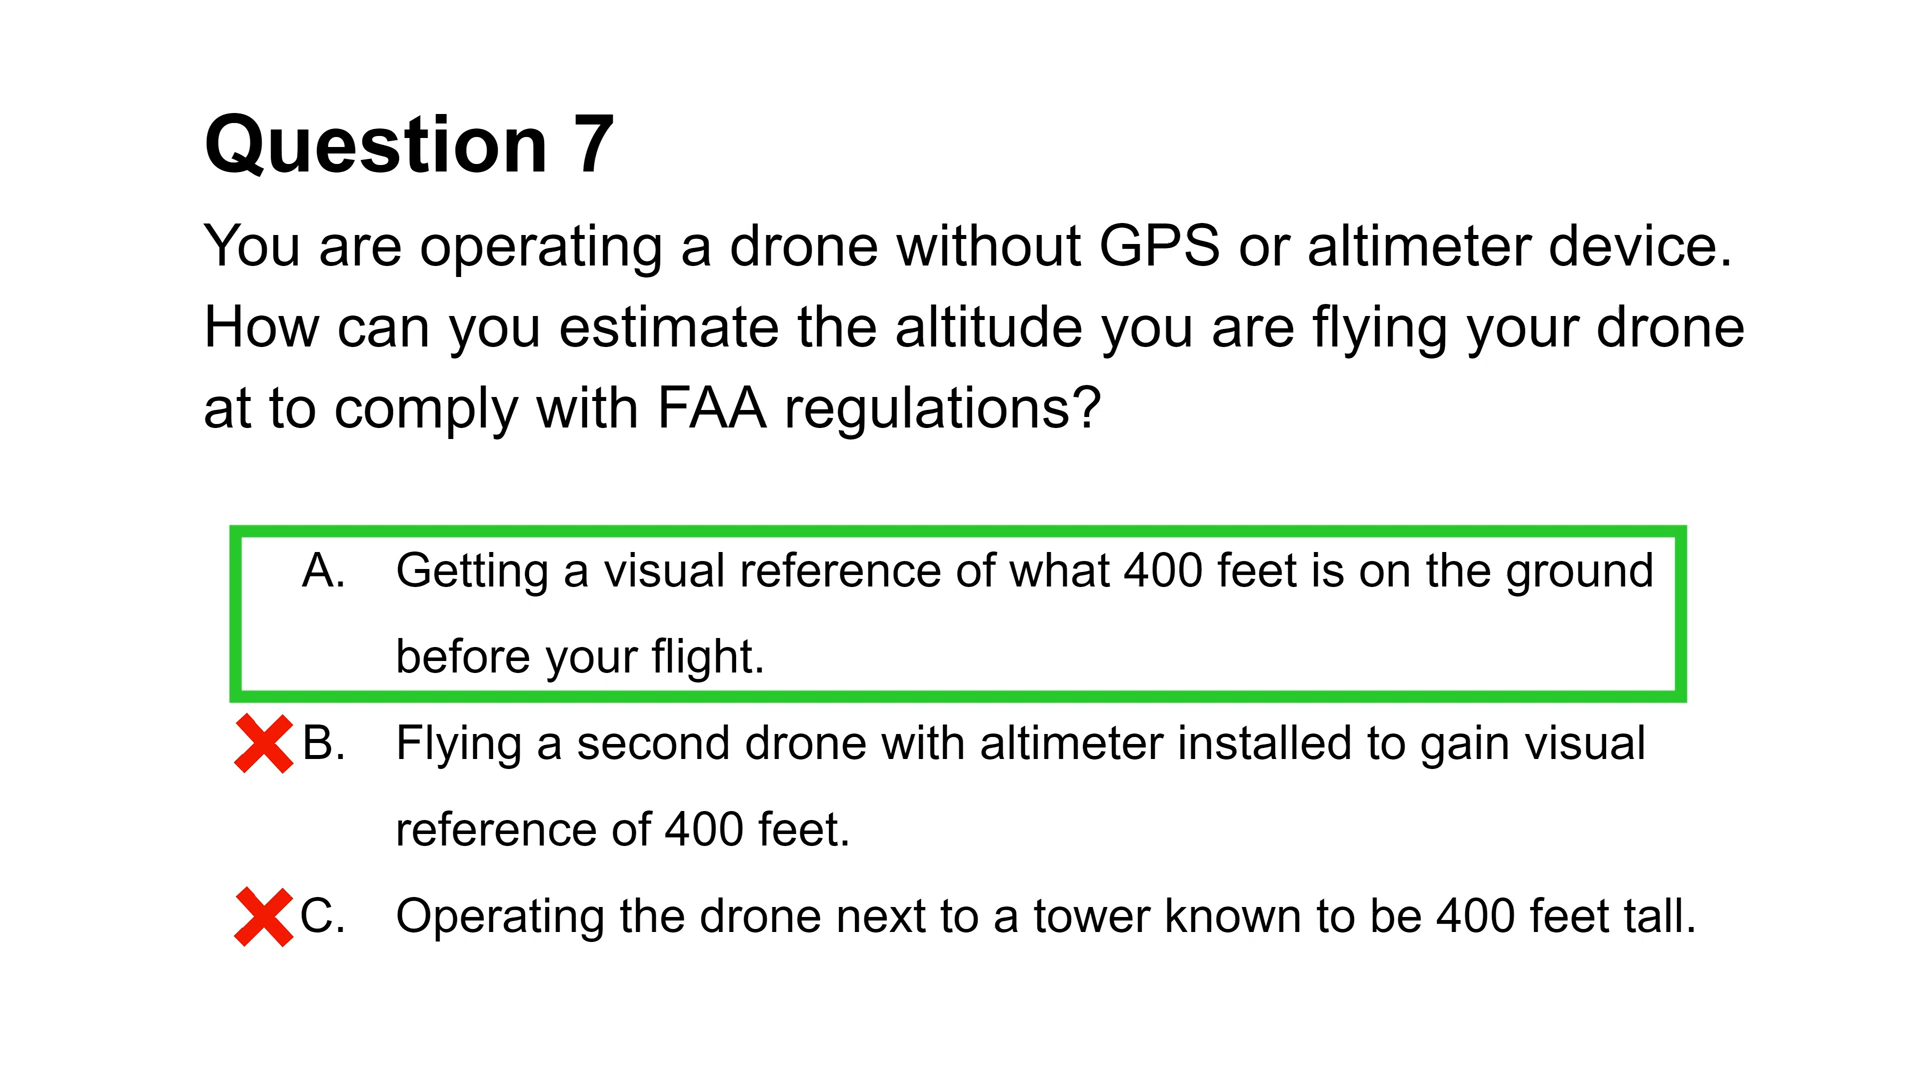 Question 7
You are operating a drone without GPS or altimeter device.
How can you estimate the altitude you are flying your drone
at to comply with FAA regulations?
A. Getting a visual reference of what 400 feet is on the ground
before your flight.
B. Flying a second drone with altimeter installed to gain visual
reference of 400 feet.
C. Operating the drone next to a tower known to be 400 feet tall.